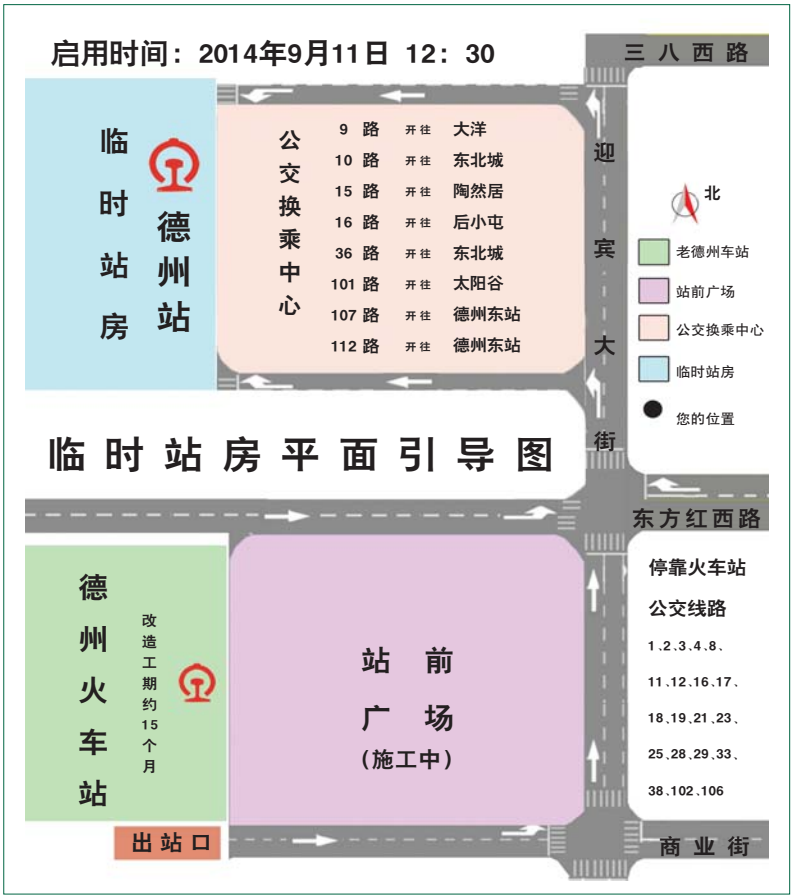 启用时间：2014年9月11日 12：30
三八西路
临时站房
德州站
公交换乘中心
9 路 开往 大洋
10 路 开往 东北城
15 路 开往 陶然居
16 路 开往 后小屯
36 路 开往 东北城
101 路 开往 太阳谷
107 路 开往 德州东站
112 路 开往 德州东站
迎宾大街
北
老德州车站
站前广场
公交换乘中心
临时站房
您的位置
临时站房平面引导图
东方红西路
德州火车站
改造工期约15个月
站前
广场
（施工中）
停靠火车站
公交线路
1、2、3、4、8、
11、12、16、17、
18、19、21、23、
25、28、29、33、
38、102、106
出站口
商业街